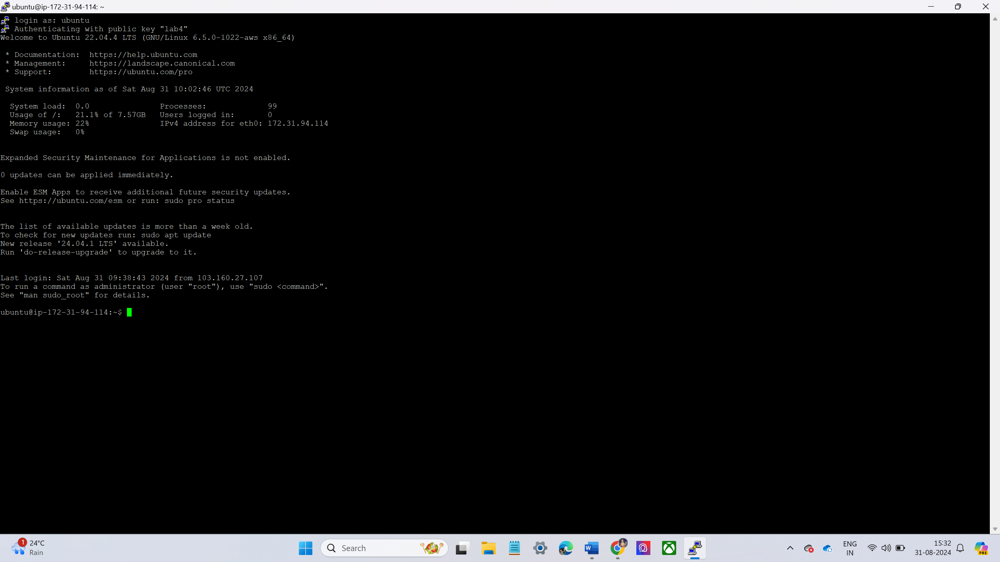 ubuntu@ip-172-31-94-114: ~
login as: ubuntu
Authenticating with public key "lab4"
Welcome to Ubuntu 22.04.4 LTS (GNU/Linux 6.5.0-1022-aws x86_64)
* Documentation:  https://help.ubuntu.com
* Management:     https://landscape.canonical.com
* Support:        https://ubuntu.com/pro
System information as of Sat Aug 31 10:02:46 UTC 2024
System load:  0.0               Processes:             99
Usage of /:   21.1% of 7.57GB   Users logged in:       0
Memory usage: 22%               IPv4 address for eth0: 172.31.94.114
Swap usage:   0%
Expanded Security Maintenance for Applications is not enabled.
0 updates can be applied immediately.
Enable ESM Apps to receive additional future security updates.
See https://ubuntu.com/esm or run: sudo pro status
The list of available updates is more than a week old.
To check for new updates run: sudo apt update
New release '24.04.1 LTS' available.
Run 'do-release-upgrade' to upgrade to it.
Last login: Sat Aug 31 09:38:43 2024 from 103.160.27.107
To run a command as administrator (user "root"), use "sudo <command>".
See "man sudo_root" for details.
ubuntu@ip-172-31-94-114:~$
1
24°C
Rain
Search
W
ENG
IN
15:32
31-08-2024
PRE